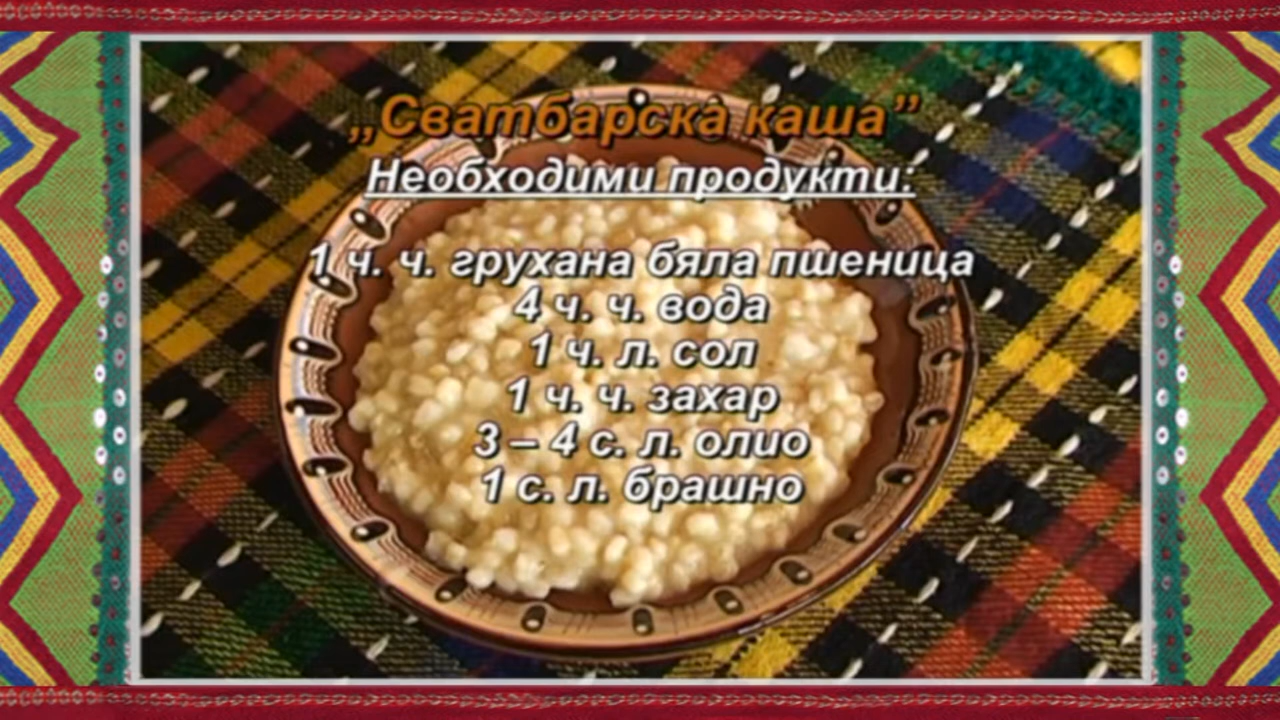 „Сватбарска каша”
Необходими продукти:
1 ч. ч. грухана бяла пшеница
4 ч. ч. вода
1 ч. л. сол
1 ч. ч. захар
3 – 4 с. л. олио
1 с. л. брашно